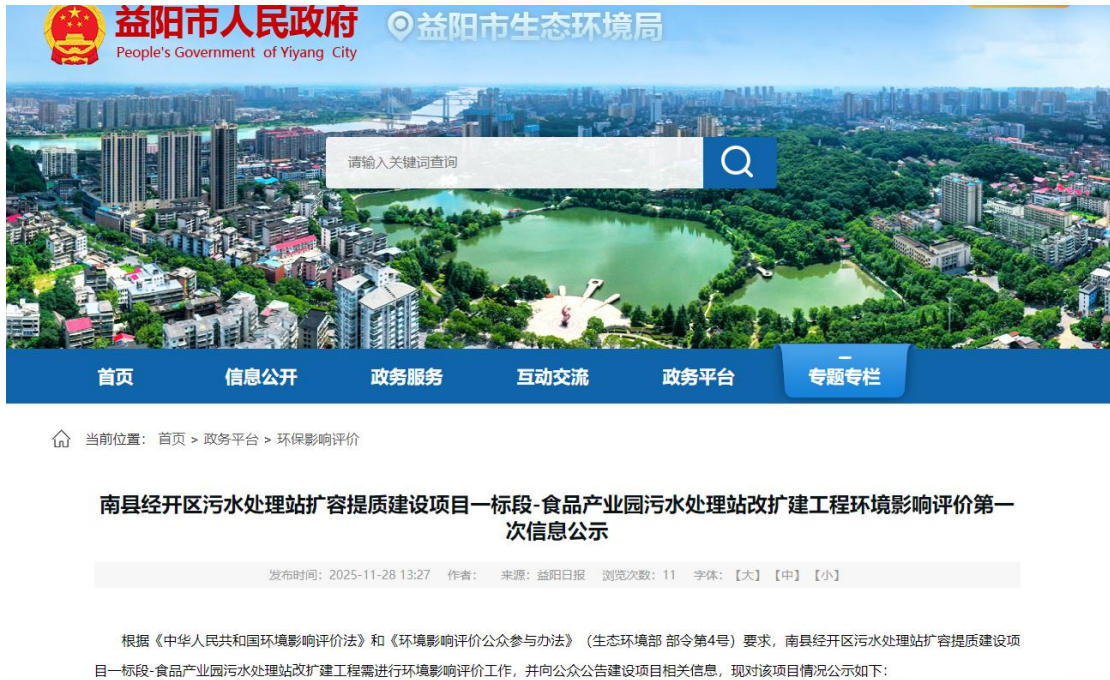 益阳市人民政府
People's Government of Yiyang City
益阳市生态环境局
请输入关键词查询
首页 信息公开 政务服务 互动交流 政务平台 专题专栏
当前位置: 首页 > 政务平台 > 环保影响评价
南县经开区污水处理站扩容提质建设项目一标段-食品产业园污水处理站改扩建工程环境影响评价第一
次信息公示
发布时间: 2025-11-28 13:27 作者: 来源: 益阳日报 浏览次数: 11 字体: 【大】 【中】 【小】
根据《中华人民共和国环境影响评价法》和《环境影响评价公众参与办法》（生态环境部 部令第4号）要求，南县经开区污水处理站扩容提质建设项
目一标段-食品产业园污水处理站改扩建工程需进行环境影响评价工作，并向公众公告建设项目相关信息，现对该项目情况公示如下：